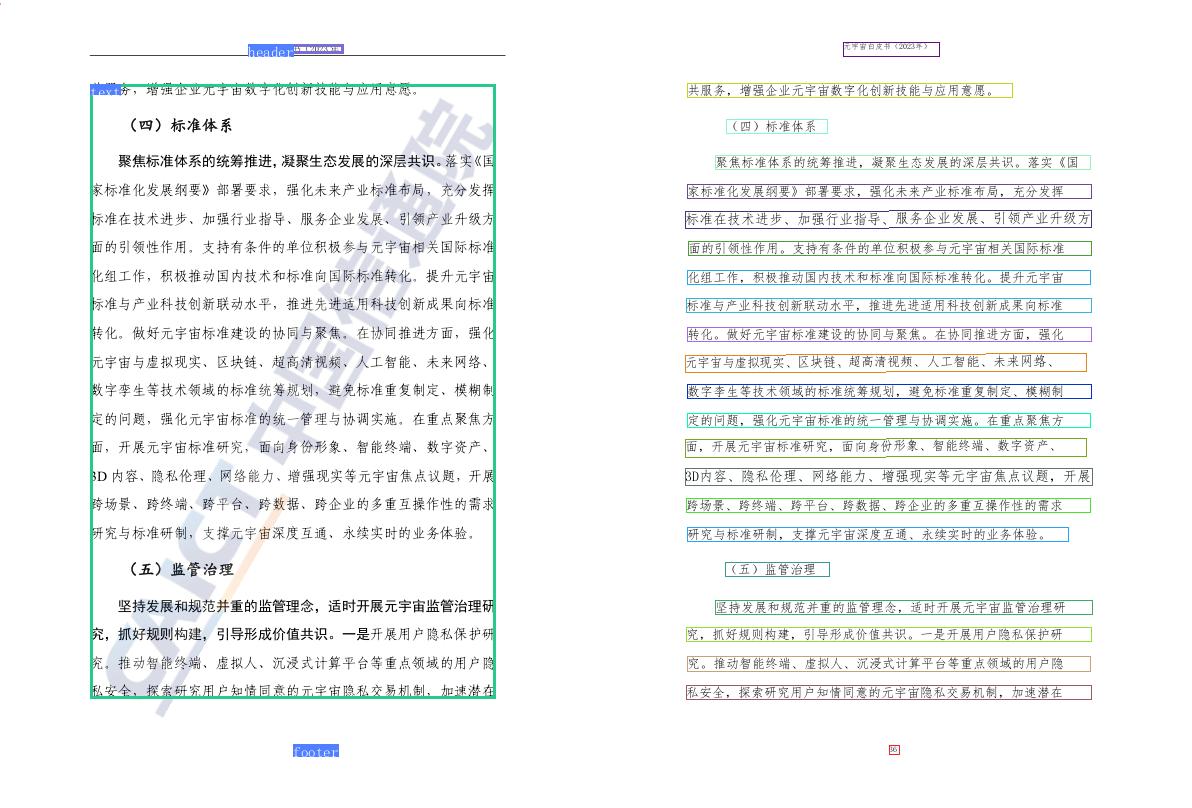 header
text
共服务，增强企业元宇宙数字化创新技能与应用意愿。
（四）标准体系
聚焦标准体系的统筹推进，凝聚生态发展的深层共识。落实《国
家标准化发展纲要》部署要求，强化未来产业标准布局，充分发挥
标准在技术进步、加强行业指导、服务企业发展、引领产业升级方
面的引领性作用。支持有条件的单位积极参与元宇宙相关国际标准
化组工作，积极推动国内技术和标准向国际标准转化。提升元宇宙
标准与产业科技创新联动水平，推进先进适用科技创新成果向标准
转化。做好元宇宙标准建设的协同与聚焦。在协同推进方面，强化
元宇宙与虚拟现实、区块链、超高清视频、人工智能、未来网络、
数字孪生等技术领域的标准统筹规划，避免标准重复制定、模糊制
定的问题，强化元宇宙标准的统一管理与协调实施。在重点聚焦方
面，开展元宇宙标准研究，面向身份形象、智能终端、数字资产、
3D 内容、隐私伦理、网络能力、增强现实等元宇宙焦点议题，开展
跨场景、跨终端、跨平台、跨数据、跨企业的多重互操作性的需求
研究与标准研制，支撑元宇宙深度互通、永续实时的业务体验。
（五）监管治理
坚持发展和规范并重的监管理念，适时开展元宇宙监管治理研
究，抓好规则构建，引导形成价值共识。一是开展用户隐私保护研
究。推动智能终端、虚拟人、沉浸式计算平台等重点领域的用户隐
私安全，探索研究用户知情同意的元宇宙隐私交易机制，加速潜在
CAICT 中国信通院
footer
元宇宙白皮书（2023年）
共服务，增强企业元宇宙数字化创新技能与应用意愿。
（四）标准体系
聚焦标准体系的统筹推进，凝聚生态发展的深层共识。落实《国
家标准化发展纲要》部署要求，强化未来产业标准布局，充分发挥
标准在技术进步、加强行业指导、服务企业发展、引领产业升级方
面的引领性作用。支持有条件的单位积极参与元宇宙相关国际标准
化组工作，积极推动国内技术和标准向国际标准转化。提升元宇宙
标准与产业科技创新联动水平，推进先进适用科技创新成果向标准
转化。做好元宇宙标准建设的协同与聚焦。在协同推进方面，强化
元宇宙与虚拟现实、区块链、超高清视频、人工智能、未来网络、
数字李生等技术领域的标准统筹规划，避免标准重复制定、模糊制
定的问题，强化元宇宙标准的统一管理与协调实施。在重点聚焦方
面，开展元宇宙标准研究，面向身份形象、智能终端、数字资产、
3D内容、隐私伦理、网络能力、增强现实等元宇宙焦点议题，开展
跨场景、跨终端、跨平台、跨数据、跨企业的多重互操作性的需求
研究与标准研制，支撑元宇宙深度互通、永续实时的业务体验。
（五）监管治理
坚持发展和规范并重的监管理念，适时开展元宇宙监管治理研
究，抓好规则构建，引导形成价值共识。一是开展用户隐私保护研
究。推动智能终端、虚拟人、沉浸式计算平台等重点领域的用户隐
私安全，探索研究用户知情同意的元宇宙隐私交易机制，加速潜在
36